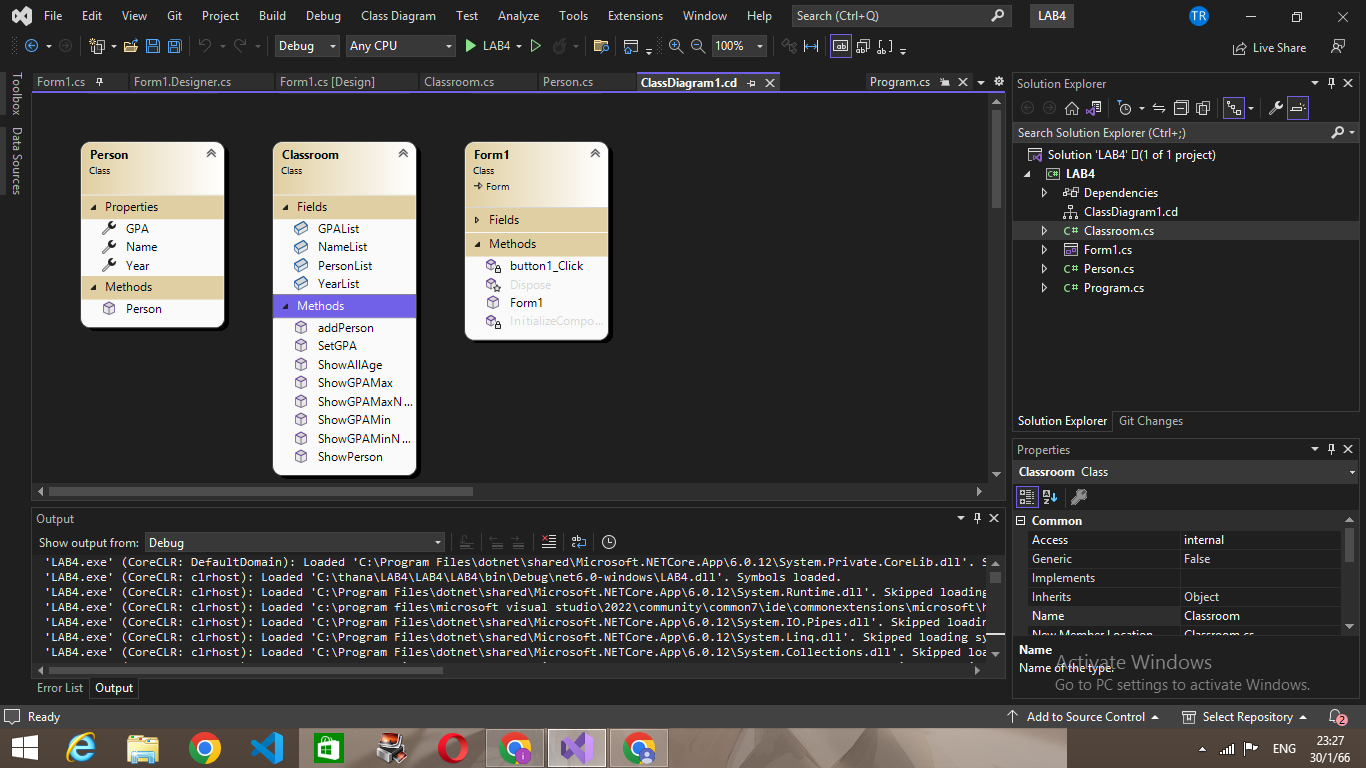 File Edit View Git Project Build Debug Class Diagram Test Analyze Tools Extensions Window Help Search (Ctrl+Q) LAB4 TR
Debug Any CPU LAB4 100% Live Share
Toolbox
Data Sources
Form1.cs Form1.Designer.cs Form1.cs [Design] Classroom.cs Person.cs ClassDiagram1.cd Program.cs
Person
Class
Properties
GPA
Name
Year
Methods
Person
Classroom
Class
Fields
GPAList
NameList
PersonList
YearList
Methods
addPerson
SetGPA
ShowAllAge
ShowGPAMax
ShowGPAMaxN...
ShowGPAMin
ShowGPAMinN...
ShowPerson
Form1
Class
Form
Fields
Methods
button1_Click
Dispose
Form1
InitializeCompo...
Solution Explorer
Search Solution Explorer (Ctrl+;)
Solution 'LAB4' (1 of 1 project)
LAB4
Dependencies
ClassDiagram1.cd
Classroom.cs
Form1.cs
Person.cs
Program.cs
Solution Explorer Git Changes
Properties
Classroom Class
Common
Access internal
Generic False
Implements
Inherits Object
Name Classroom
New Member Location Classroom.cs
Name
Name of the type.
Activate Windows
Go to PC settings to activate Windows.
Output
Show output from: Debug
'LAB4.exe' (CoreCLR: DefaultDomain): Loaded 'C:\Program Files\dotnet\shared\Microsoft.NETCore.App\6.0.12\System.Private.CoreLib.dll'. S
'LAB4.exe' (CoreCLR: clrhost): Loaded 'C:\thana\LAB4\LAB4\LAB4\bin\Debug\net6.0-windows\LAB4.dll'. Symbols loaded.
'LAB4.exe' (CoreCLR: clrhost): Loaded 'C:\Program Files\dotnet\shared\Microsoft.NETCore.App\6.0.12\System.Runtime.dll'. Skipped loading
'LAB4.exe' (CoreCLR: clrhost): Loaded 'c:\program files\microsoft visual studio\2022\community\common7\ide\commonextensions\microsoft\h
'LAB4.exe' (CoreCLR: clrhost): Loaded 'C:\Program Files\dotnet\shared\Microsoft.NETCore.App\6.0.12\System.IO.Pipes.dll'. Skipped loadin
'LAB4.exe' (CoreCLR: clrhost): Loaded 'C:\Program Files\dotnet\shared\Microsoft.NETCore.App\6.0.12\System.Linq.dll'. Skipped loading sy
'LAB4.exe' (CoreCLR: clrhost): Loaded 'C:\Program Files\dotnet\shared\Microsoft.NETCore.App\6.0.12\System.Collections.dll'. Skipped loa
Error List Output
Ready Add to Source Control Select Repository 2
ENG 23:27
30/1/66